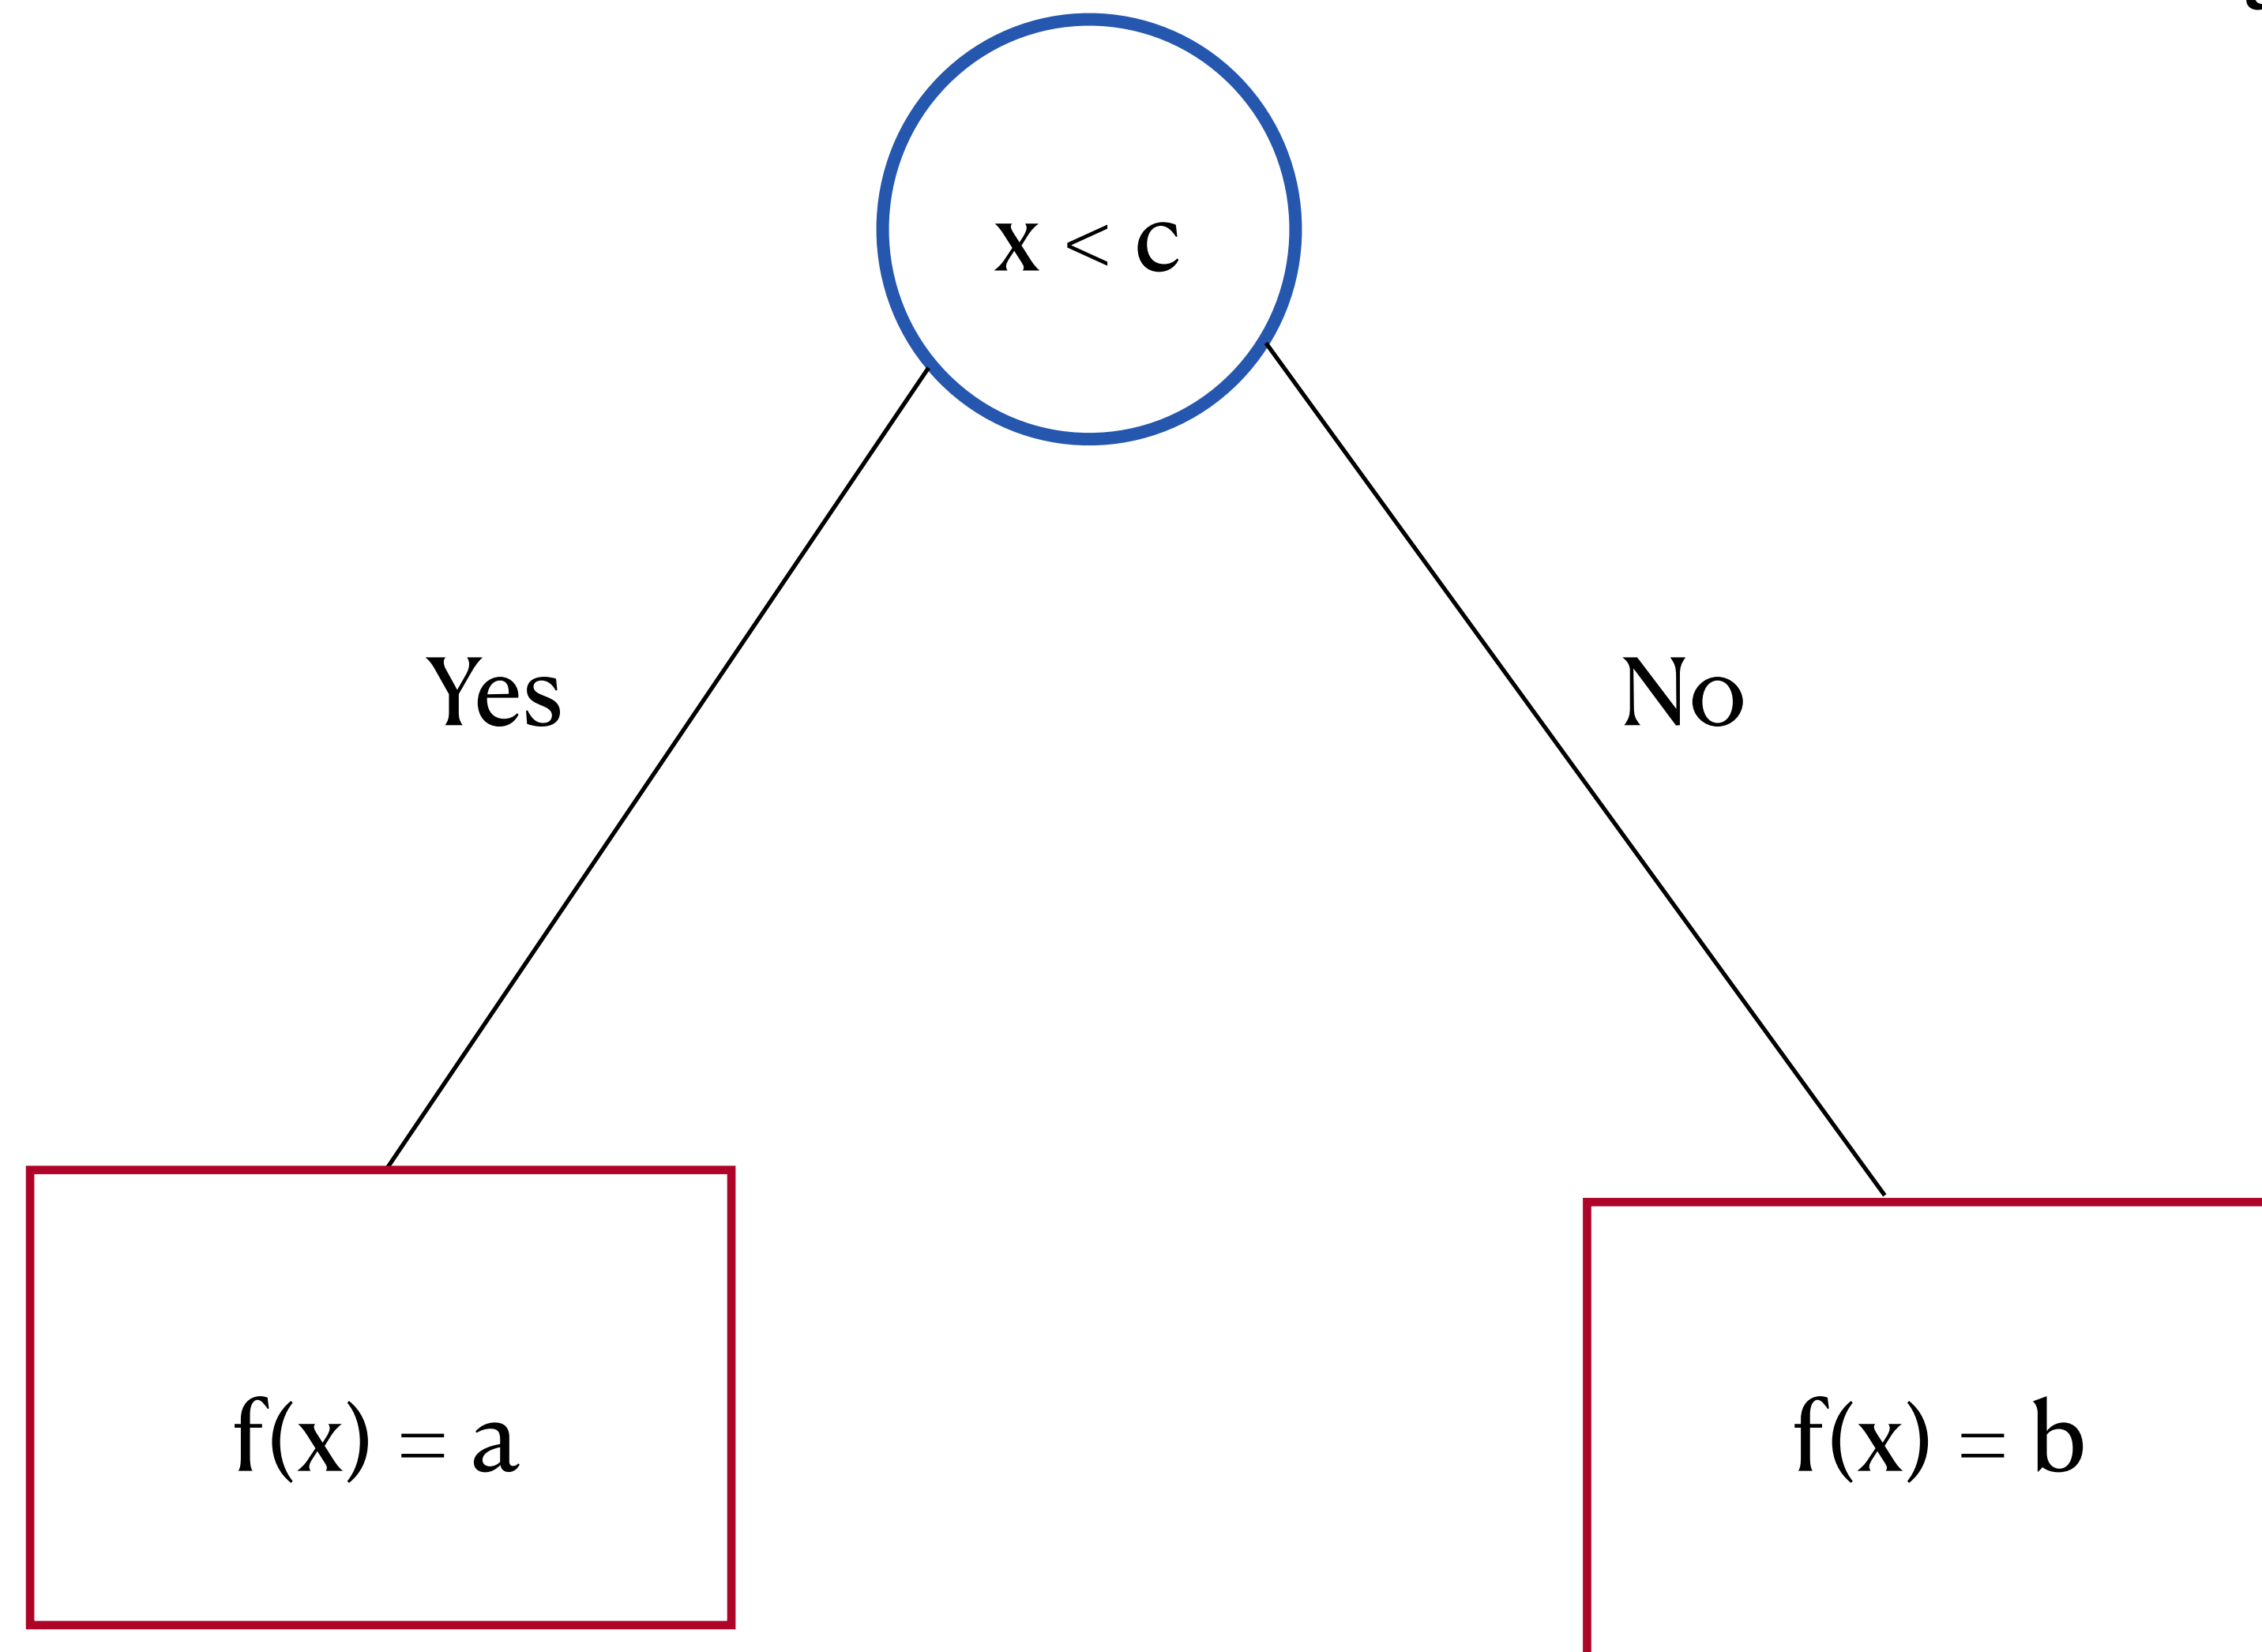 x < c
Yes
No
f(x) = a
f(x) = b